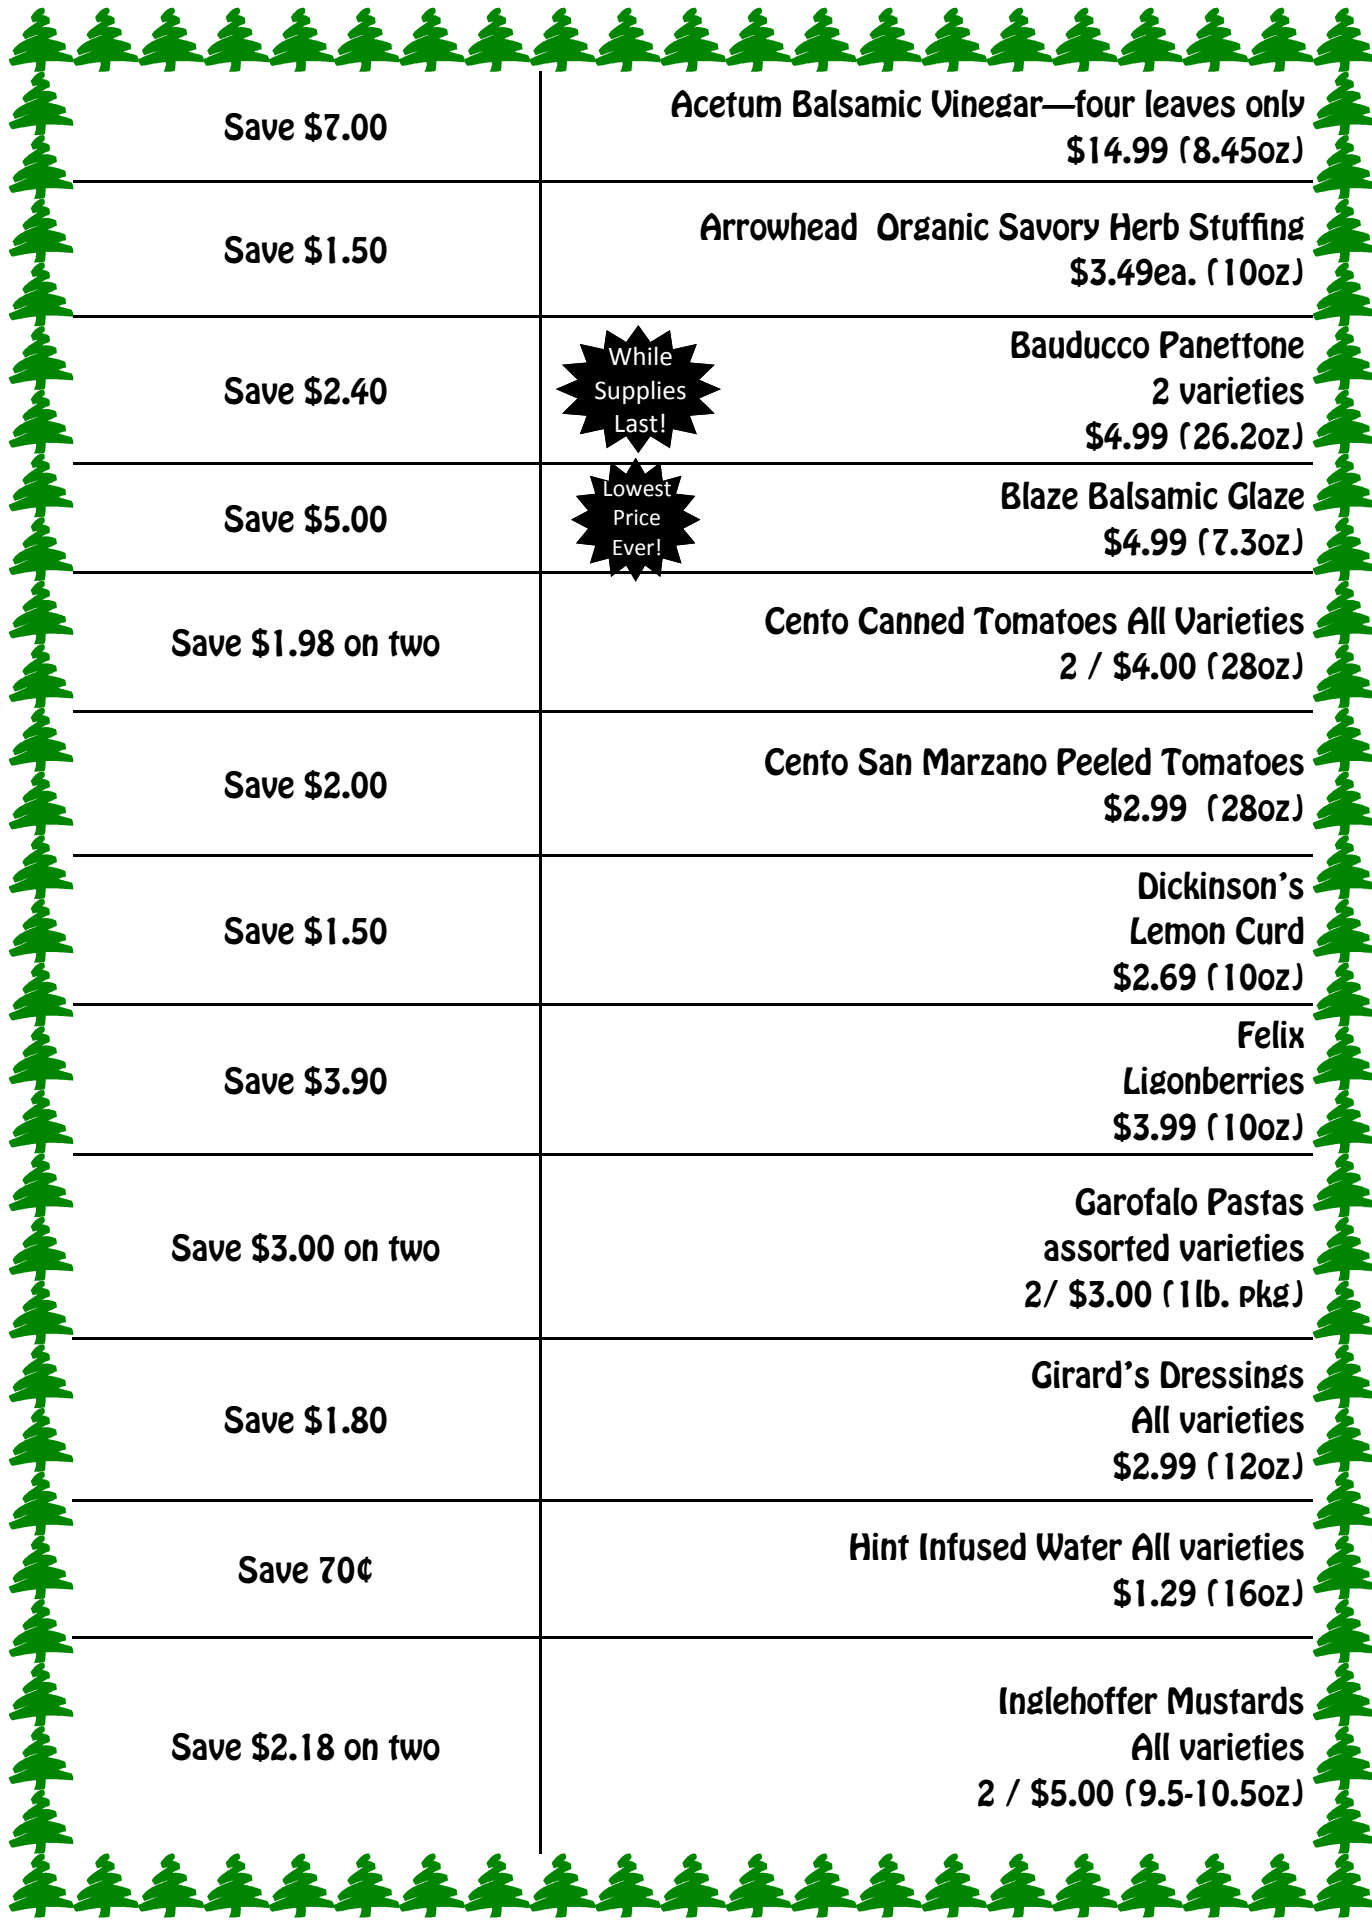 Save $7.00
Acetum Balsamic Vinegar—four leaves only
$14.99 (8.45oz)
Save $1.50
Arrowhead  Organic Savory Herb Stuffing
$3.49ea. (10oz)
Save $2.40
While
Supplies
Last!
Bauducco Panettone
2 varieties
$4.99 (26.2oz)
Save $5.00
Lowest
Price
Ever!
Blaze Balsamic Glaze
$4.99 (7.3oz)
Save $1.98 on two
Cento Canned Tomatoes All Varieties
2 / $4.00 (28oz)
Save $2.00
Cento San Marzano Peeled Tomatoes
$2.99  (28oz)
Save $1.50
Dickinson’s
Lemon Curd
$2.69 (10oz)
Save $3.90
Felix
Ligonberries
$3.99 (10oz)
Save $3.00 on two
Garofalo Pastas
assorted varieties
2/ $3.00 (1lb. pkg)
Save $1.80
Girard’s Dressings
All varieties
$2.99 (12oz)
Save 70¢
Hint Infused Water All varieties
$1.29 (16oz)
Save $2.18 on two
Inglehoffer Mustards
All varieties
2 / $5.00 (9.5-10.5oz)